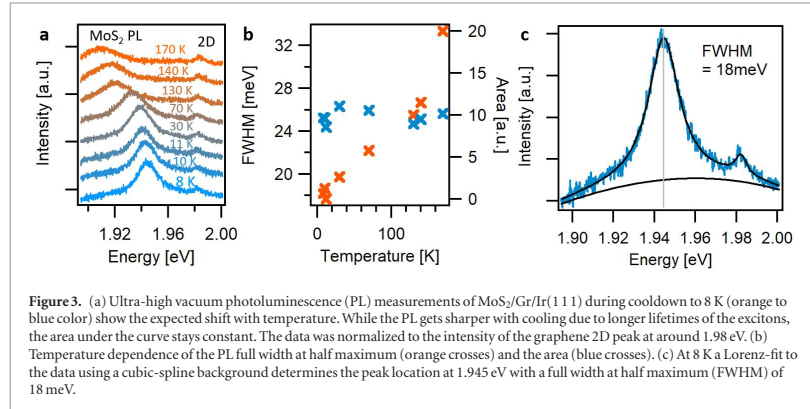 a
MoS₂ PL
2D
170 K
140 K
130 K
70 K
30 K
11 K
10 K
8 K
Intensity [a.u.]
1.92
1.96
2.00
Energy [eV]
b
32
28
24
20
FWHM [meV]
20
15
10
5
0
Area [a.u.]
0
100
Temperature [K]
c
FWHM
= 18meV
Intensity [a.u.]
1.90
1.92
1.94
1.96
1.98
2.00
Energy [eV]
Figure 3. (a) Ultra-high vacuum photoluminescence (PL) measurements of MoS₂/Gr/Ir(1 1 1) during cooldown to 8 K (orange to
blue color) show the expected shift with temperature. While the PL gets sharper with cooling due to longer lifetimes of the excitons,
the area under the curve stays constant. The data was normalized to the intensity of the graphene 2D peak at around 1.98 eV. (b)
Temperature dependence of the PL full width at half maximum (orange crosses) and the area (blue crosses). (c) At 8 K a Lorenz-fit to
the data using a cubic-spline background determines the peak location at 1.945 eV with a full width at half maximum (FWHM) of
18 meV.